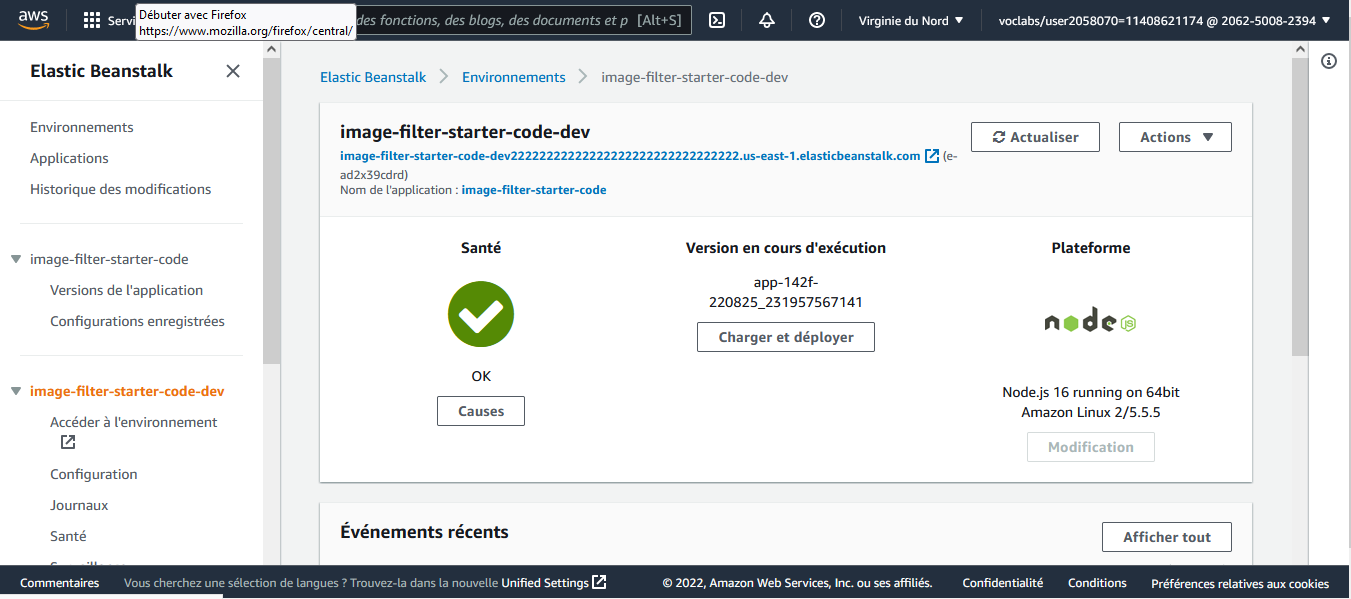 aws
Servi
Débuter avec Firefox
https://www.mozilla.org/firefox/central/
des fonctions, des blogs, des documents et p [Alt+S]
Virginie du Nord
voclabs/user2058070=11408621174 @ 2062-5008-2394
Elastic Beanstalk
Environnements
Applications
Historique des modifications
image-filter-starter-code
Versions de l'application
Configurations enregistrées
image-filter-starter-code-dev
Accéder à l'environnement
Configuration
Journaux
Santé
Elastic Beanstalk
Environnements
image-filter-starter-code-dev
image-filter-starter-code-dev
Actualiser
Actions
image-filter-starter-code-dev2222222222222222222222222222222.us-east-1.elasticbeanstalk.com (e-
ad2x39cdrd)
Nom de l'application : image-filter-starter-code
Santé
OK
Causes
Version en cours d'exécution
app-142f-
220825_231957567141
Charger et déployer
Plateforme
node JS
Node.js 16 running on 64bit
Amazon Linux 2/5.5.5
Modification
Événements récents
Afficher tout
Commentaires
Vous cherchez une sélection de langues ? Trouvez-la dans la nouvelle Unified Settings
© 2022, Amazon Web Services, Inc. ou ses affiliés.
Confidentialité
Conditions
Préférences relatives aux cookies